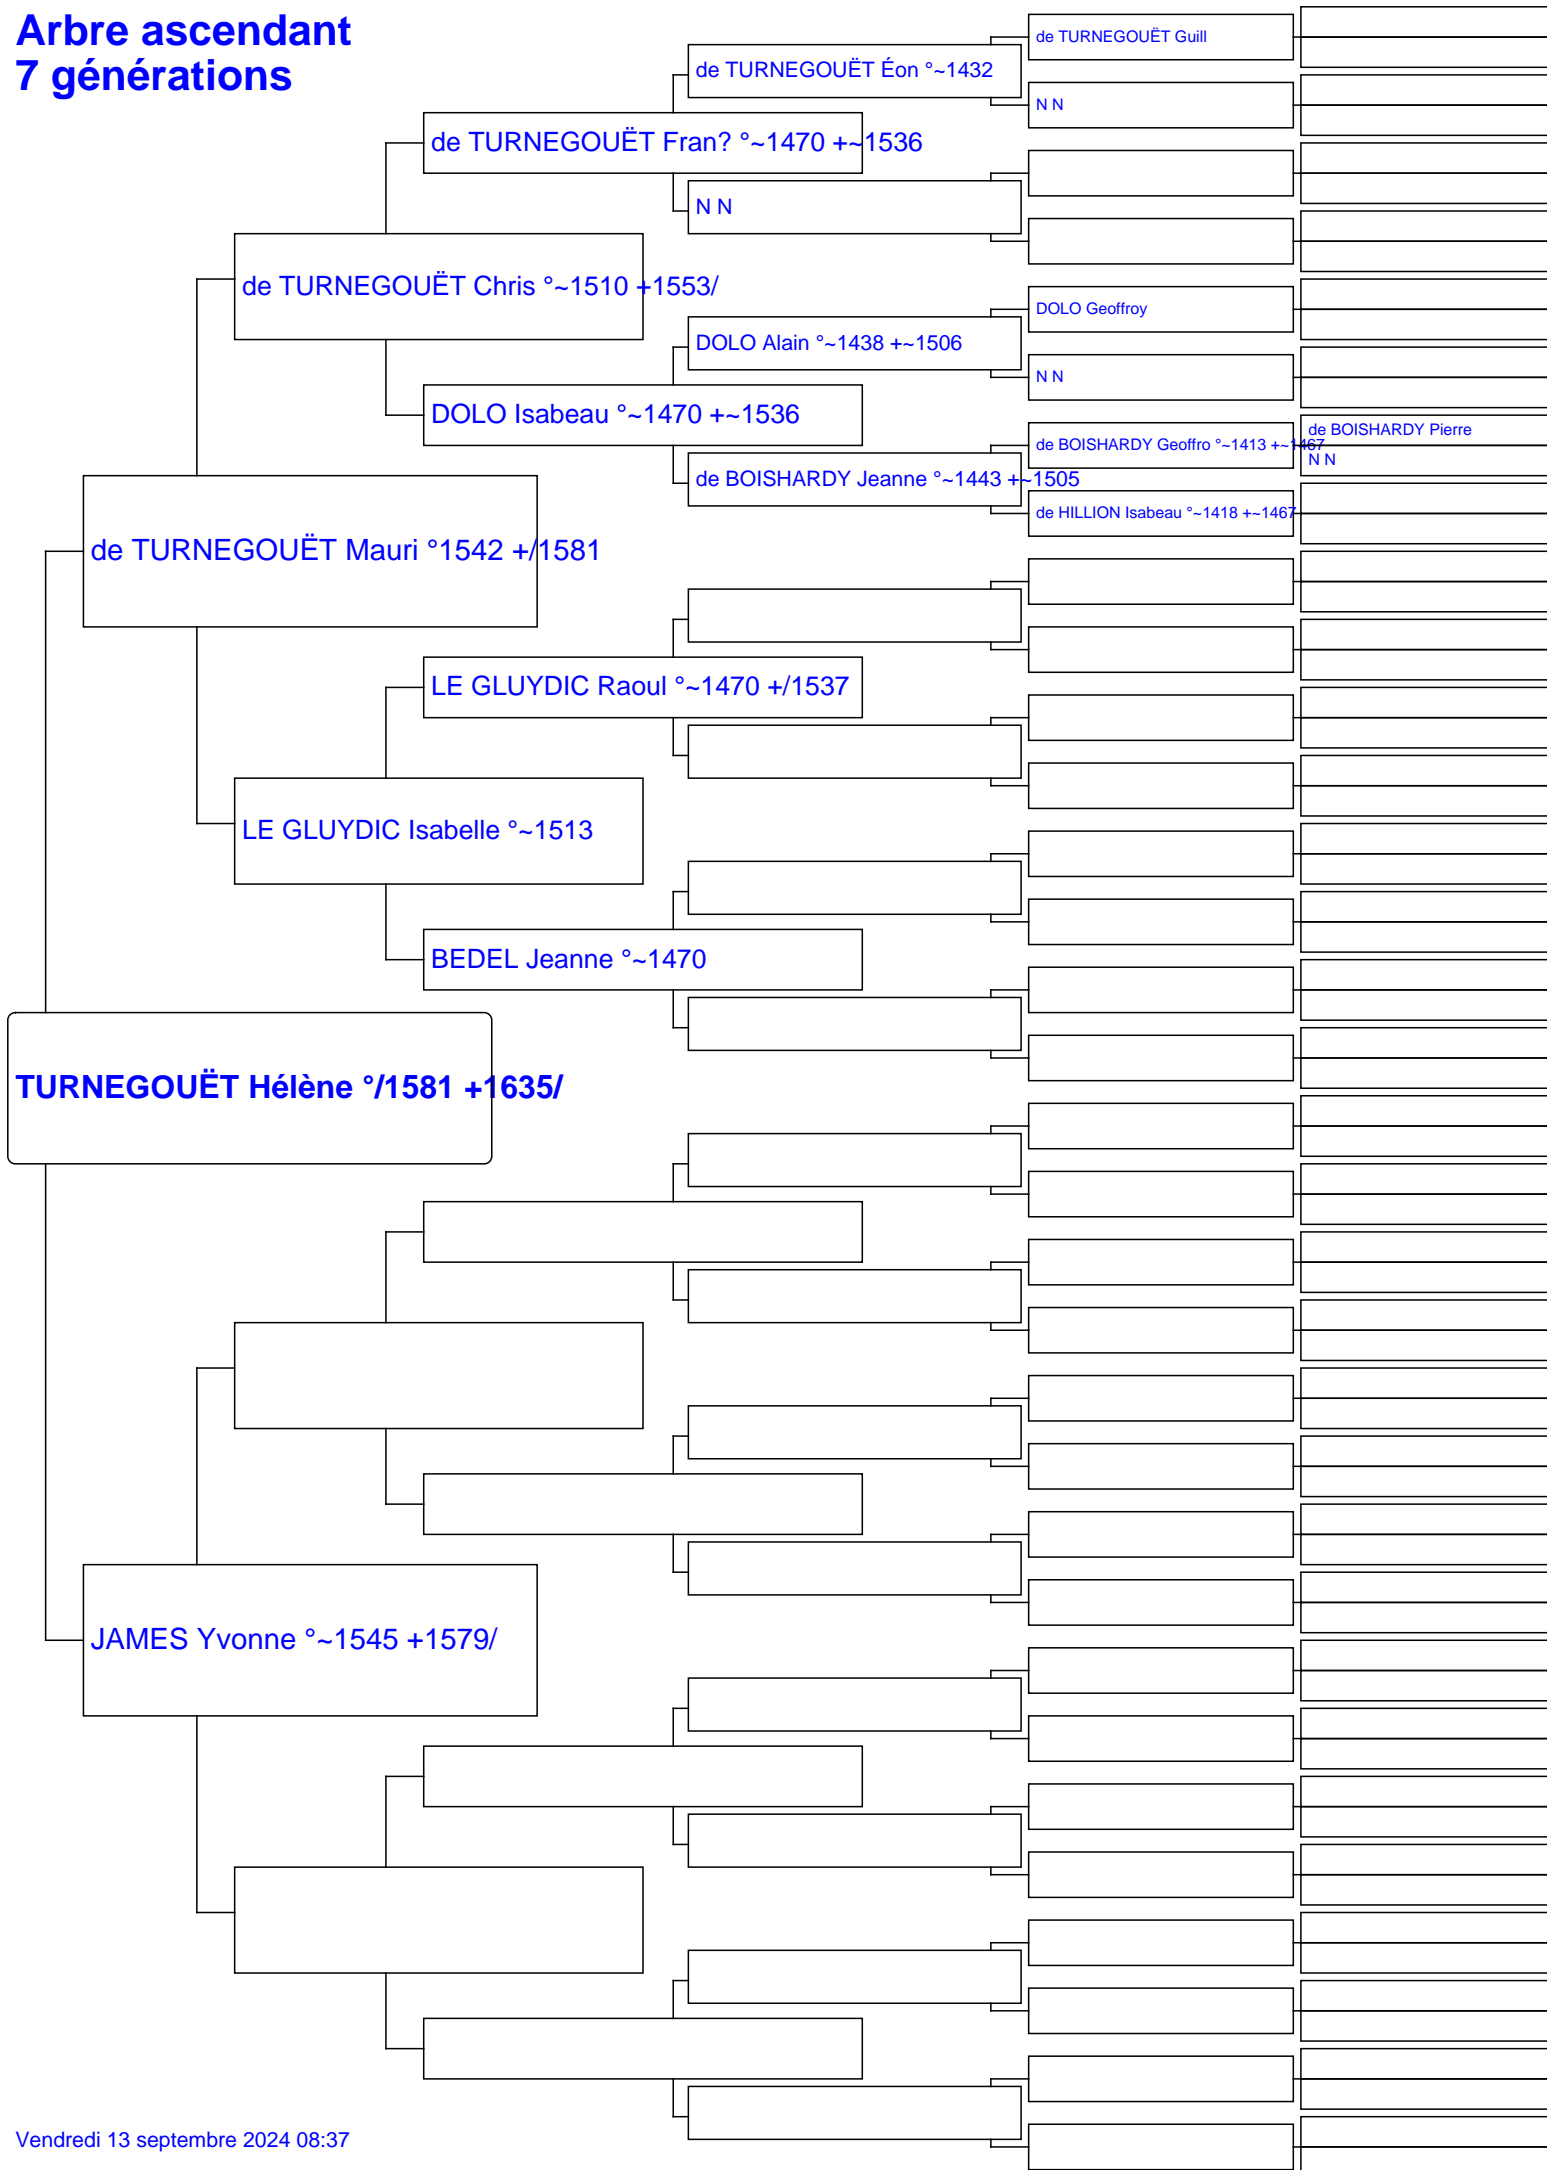 Arbre ascendant
7 générations
de TURNEGOUËT Guill
de TURNEGOUËT Éon °~1432
N N
de TURNEGOUËT Fran? °~1470 +~1536
N N
de TURNEGOUËT Chris °~1510 +1553/
DOLO Geoffroy
DOLO Alain °~1438 +~1506
N N
DOLO Isabeau °~1470 +~1536
de BOISHARDY Pierre
de BOISHARDY Geoffro °~1413 +~1467
N N
de BOISHARDY Jeanne °~1443 +~1505
de HILLION Isabeau °~1418 +~1467
de TURNEGOUËT Mauri °1542 +/1581
LE GLUYDIC Raoul °~1470 +/1537
LE GLUYDIC Isabelle °~1513
BEDEL Jeanne °~1470
TURNEGOUËT Hélène °/1581 +1635/
JAMES Yvonne °~1545 +1579/
Vendredi 13 septembre 2024 08:37